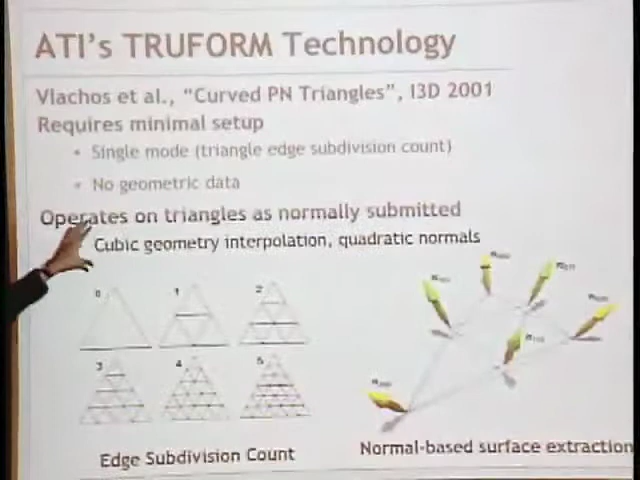 ATI's TRUFORM Technology
Vlachos et al., "Curved PN Triangles", I3D 2001
Requires minimal setup
• Single mode (triangle edge subdivision count)
• No geometric data
Operates on triangles as normally submitted
Cubic geometry interpolation, quadratic normals
0 1 2
3 4 5
Edge Subdivision Count
Normal-based surface extraction